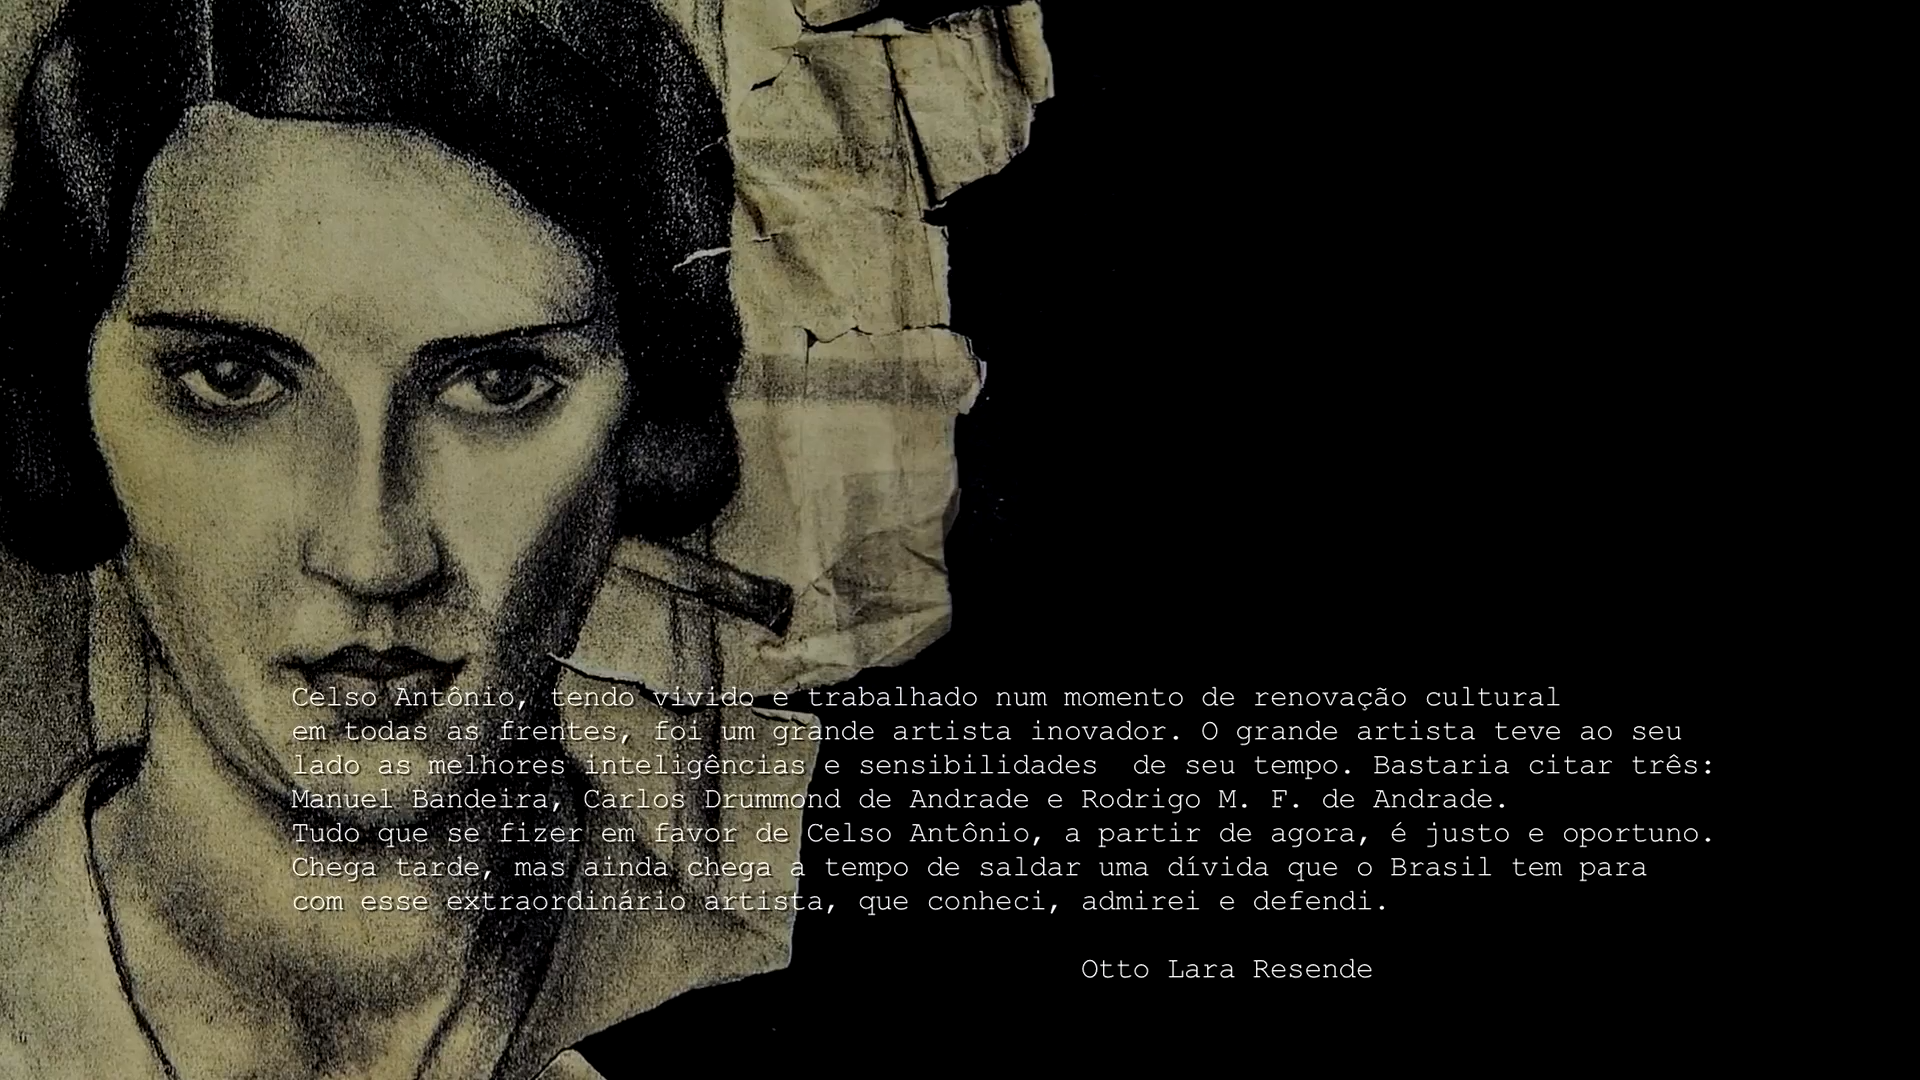 Celso Antônio, tendo vivido e trabalhado num momento de renovação cultural
em todas as frentes, foi um grande artista inovador. O grande artista teve ao seu
lado as melhores inteligências e sensibilidades  de seu tempo. Bastaria citar três:
Manuel Bandeira, Carlos Drummond de Andrade e Rodrigo M. F. de Andrade.
Tudo que se fizer em favor de Celso Antônio, a partir de agora, é justo e oportuno.
Chega tarde, mas ainda chega a tempo de saldar uma dívida que o Brasil tem para
com esse extraordinário artista, que conheci, admirei e defendi.
Otto Lara Resende